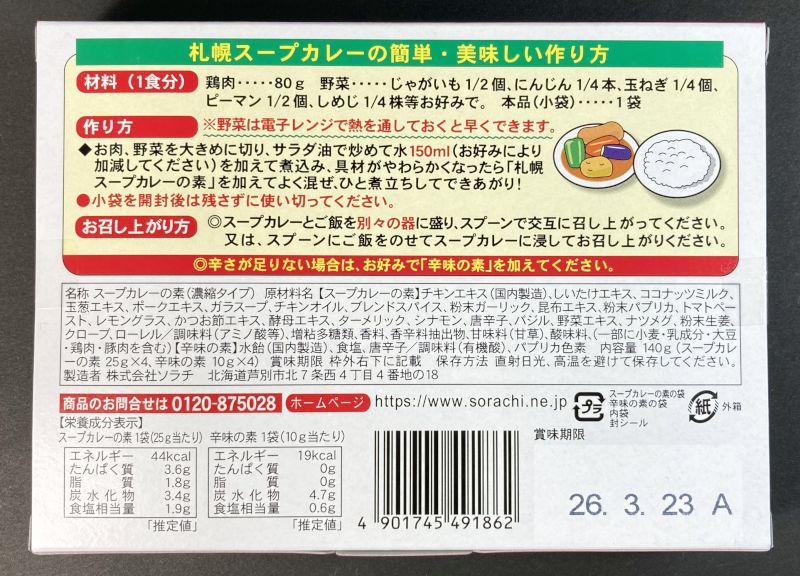 札幌スープカレーの簡単・美味しい作り方
材料（1食分） 鶏肉・・・・・80g 野菜・・・・・じゃがいも1/2個、にんじん1/4本、玉ねぎ1/4個、
ピーマン1/2個、しめじ1/4株等お好みで。 本品(小袋)・・・・・1袋
作り方 ※野菜は電子レンジで熱を通しておくと早くできます。
◆お肉、野菜を大きめに切り、サラダ油で炒めて水150ml(お好みにより
加減してください)を加えて煮込み、具材がやわらかくなったら「札幌
スープカレーの素」を加えてよく混ぜ、ひと煮立ちしてできあがり!
●小袋を開封後は残さずに使い切ってください。
お召し上がり方 ◎スープカレーとご飯を別々の器に盛り、スプーンで交互に召し上がってください。
又は、スプーンにご飯をのせてスープカレーに浸してお召し上がりください。
◎辛さが足りない場合は、お好みで「辛味の素」を加えてください。
名称 スープカレーの素(濃縮タイプ) 原材料名【スープカレーの素】チキンエキス(国内製造)、しいたけエキス、ココナッツミルク、
玉葱エキス、ポークエキス、ガラスープ、チキンオイル、ブレンドスパイス、粉末ガーリック、昆布エキス、粉末パプリカ、トマトペー
スト、レモングラス、かつお節エキス、酵母エキス、ターメリック、シナモン、唐辛子、バジル、野菜エキス、ナツメグ、粉末生姜、
クローブ、ローレル／調味料(アミノ酸等)、増粘多糖類、香料、香辛料抽出物、甘味料(甘草)、酸味料、(一部に小麦・乳成分・大豆
・鶏肉・豚肉を含む)【辛味の素】水飴(国内製造)、食塩、唐辛子／調味料(有機酸)、パプリカ色素 内容量 140g(スープカレー
の素 25g×4、辛味の素 10g×4) 賞味期限 枠外右下に記載 保存方法 直射日光、高温を避けて保存してください。
製造者 株式会社ソラチ 北海道芦別市北7条西4丁目4番地の18
商品のお問合せは 0120-875028 ホームページ https://www.sorachi.ne.jp
プラ
スープカレーの素の袋
辛味の素の袋
内袋
封シール
紙 外箱
【栄養成分表示】
スープカレーの素 1袋(25g当たり) 辛味の素 1袋(10g当たり)
エネルギー 44kcal エネルギー 19kcal
たんぱく質 3.6g たんぱく質 0g
脂質 1.8g 脂質 0g
炭水化物 3.4g 炭水化物 4.7g
食塩相当量 1.9g 食塩相当量 0.6g
「推定値」 「推定値」
4 901745 491862
賞味期限
26. 3. 23 A